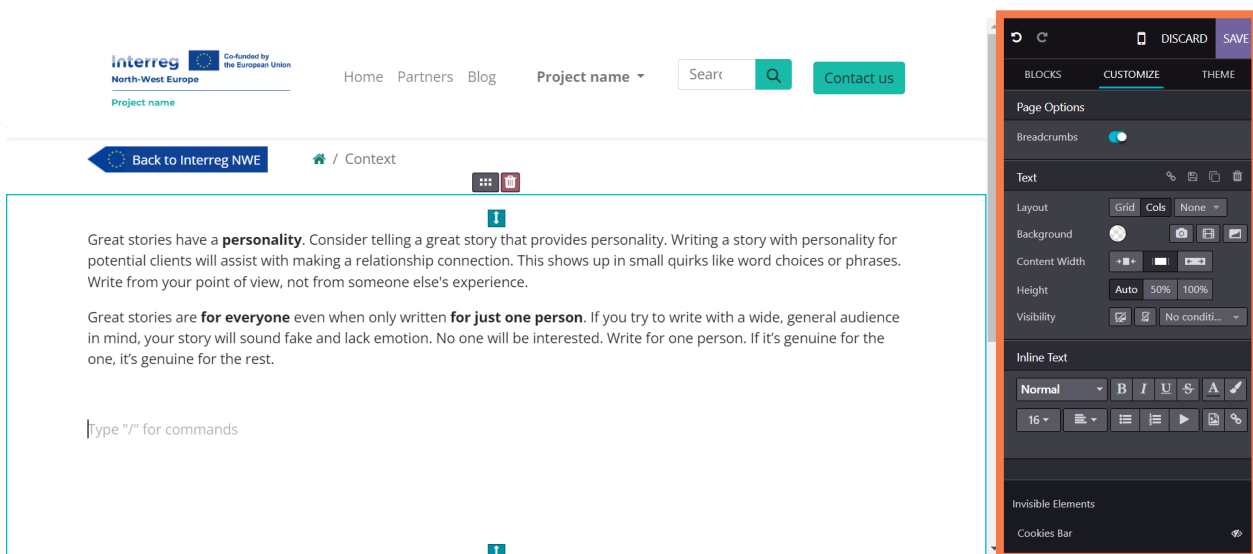 Interreg
Co-funded by
the European Union
North-West Europe
Project name
Home Partners Blog Project name Searc Contact us
Back to Interreg NWE
/ Context
Great stories have a personality. Consider telling a great story that provides personality. Writing a story with personality for
potential clients will assist with making a relationship connection. This shows up in small quirks like word choices or phrases.
Write from your point of view, not from someone else's experience.
Great stories are for everyone even when only written for just one person. If you try to write with a wide, general audience
in mind, your story will sound fake and lack emotion. No one will be interested. Write for one person. If it's genuine for the
one, it's genuine for the rest.
Type "/" for commands
DISCARD SAVE
BLOCKS CUSTOMIZE THEME
Page Options
Breadcrumbs
Text
Layout Grid Cols None
Background
Content Width
Height Auto 50% 100%
Visibility No conditi...
Inline Text
Normal B I U S A
16
Invisible Elements
Cookies Bar